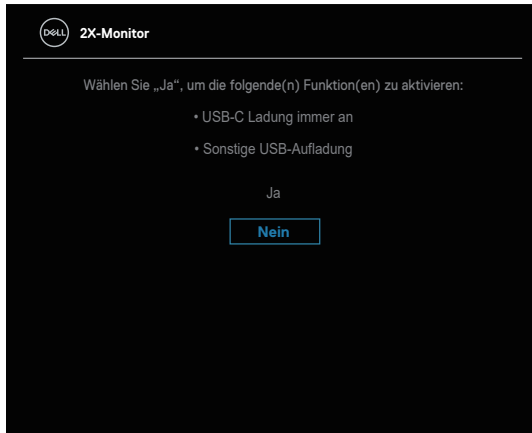 DELL 2X-Monitor
Wählen Sie „Ja“, um die folgende(n) Funktion(en) zu aktivieren:
• USB-C Ladung immer an
• Sonstige USB-Aufladung
Ja
Nein